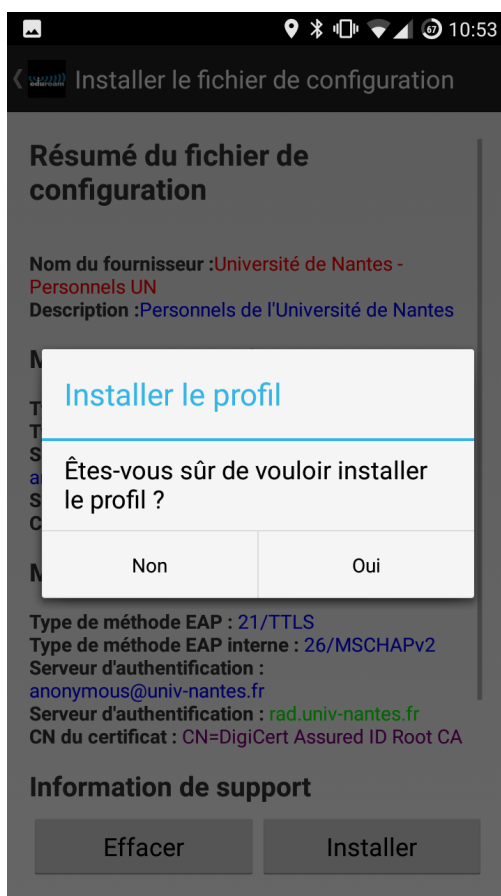 67 10:53
eduroam Installer le fichier de configuration
Résumé du fichier de
configuration
Nom du fournisseur :Université de Nantes -
Personnels UN
Description :Personnels de l'Université de Nantes
Installer le profil
Êtes-vous sûr de vouloir installer
le profil ?
Non Oui
Type de méthode EAP : 21/TTLS
Type de méthode EAP interne : 26/MSCHAPv2
Serveur d'authentification :
anonymous@univ-nantes.fr
Serveur d'authentification : rad.univ-nantes.fr
CN du certificat : CN=DigiCert Assured ID Root CA
Information de support
Effacer Installer